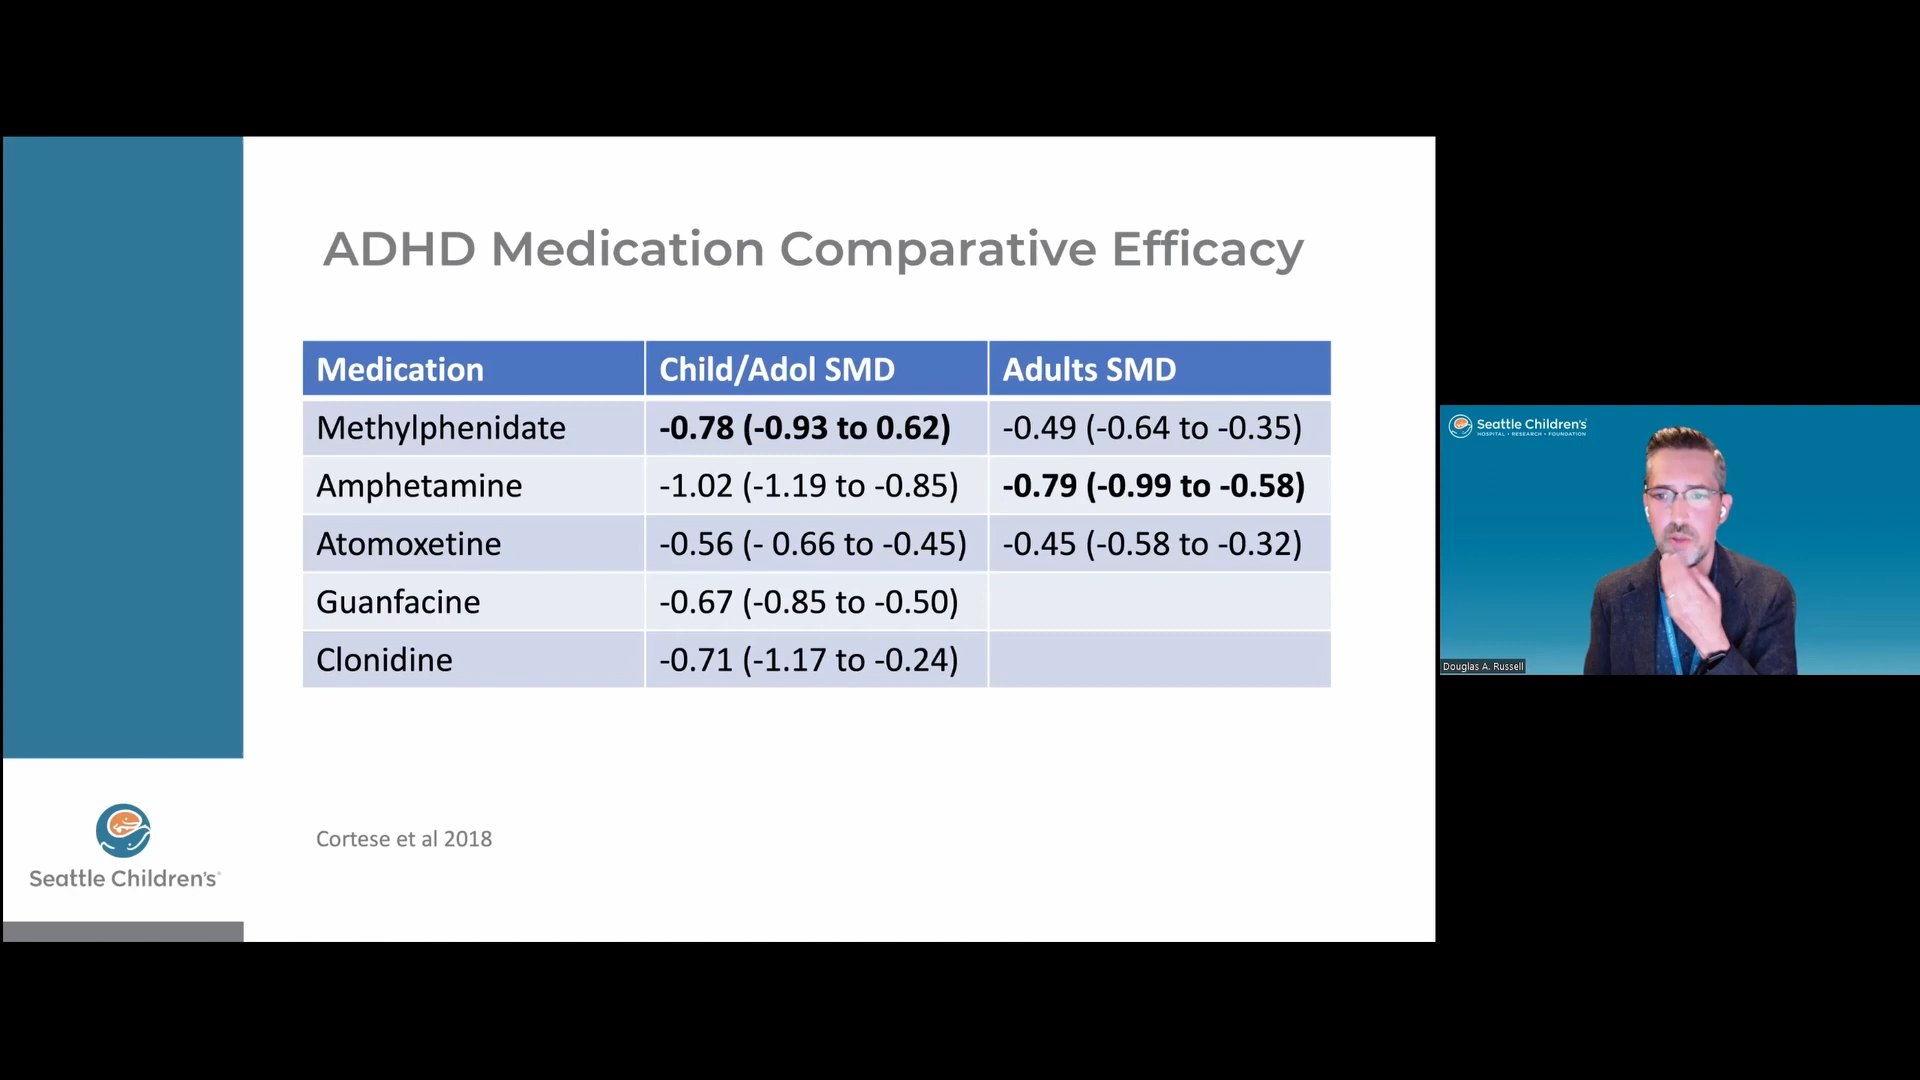 ADHD Medication Comparative Efficacy
Medication Child/Adol SMD Adults SMD
Methylphenidate -0.78 (-0.93 to 0.62) -0.49 (-0.64 to -0.35)
Amphetamine -1.02 (-1.19 to -0.85) -0.79 (-0.99 to -0.58)
Atomoxetine -0.56 (- 0.66 to -0.45) -0.45 (-0.58 to -0.32)
Guanfacine -0.67 (-0.85 to -0.50)
Clonidine -0.71 (-1.17 to -0.24)
Cortese et al 2018
Seattle Children's
Seattle Children's
HOSPITAL • RESEARCH • FOUNDATION
Douglas A. Russell